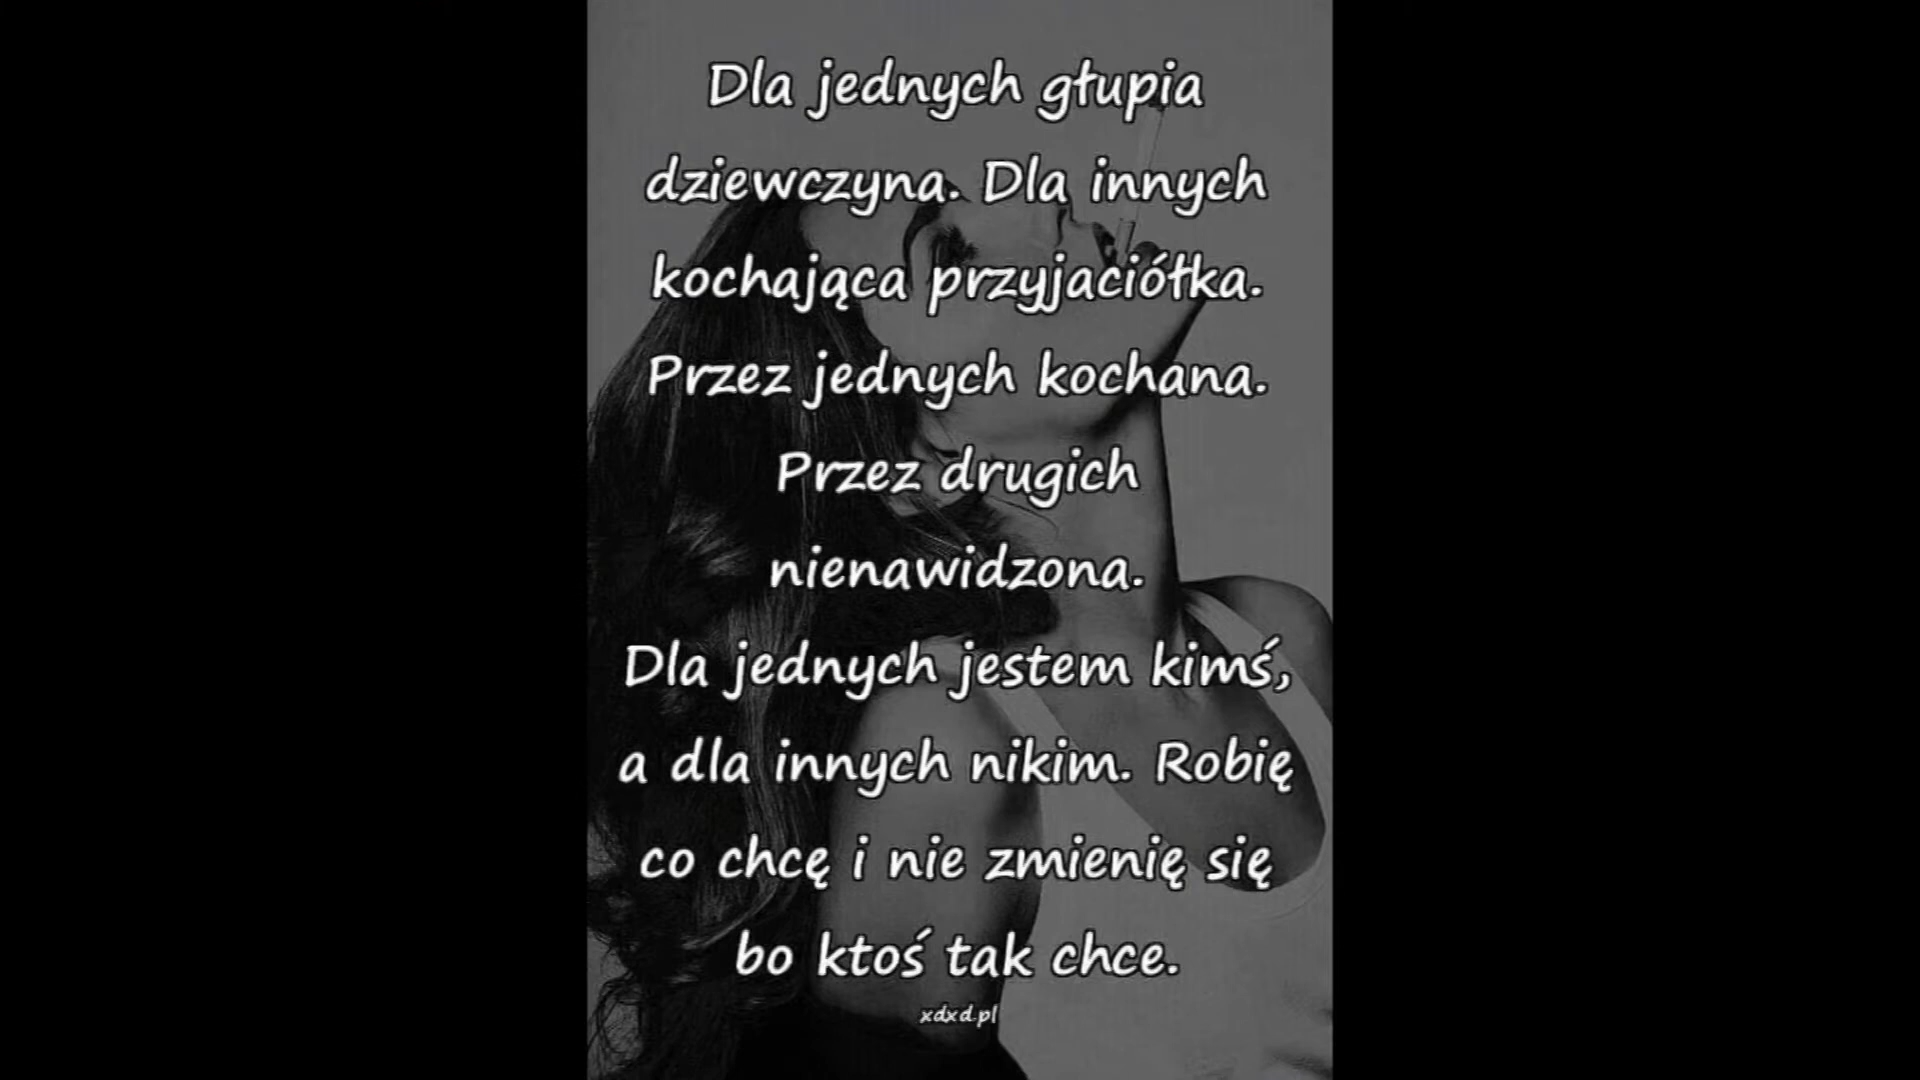 Dla jednych głupia
dziewczyna. Dla innych
kochająca przyjaciółka.
Przez jednych kochana.
Przez drugich
nienawidzona.
Dla jednych jestem kimś,
a dla innych nikim. Robię
co chcę i nie zmienię się
bo ktoś tak chce.
xdxd.pl